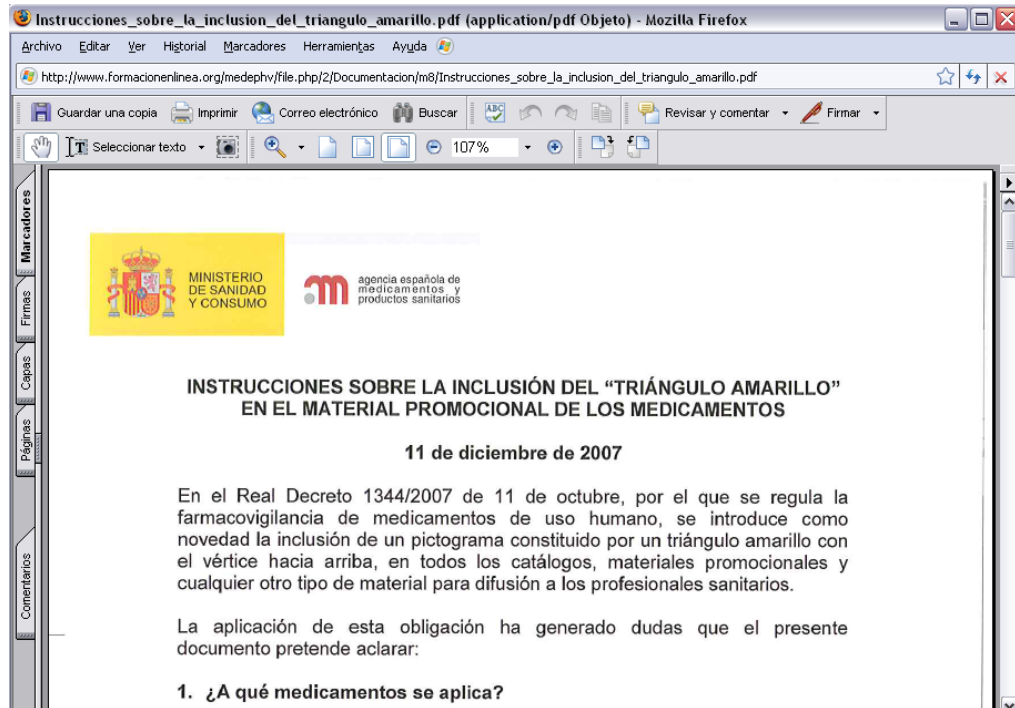 Instrucciones_sobre_la_inclusion_del_triangulo_amarillo.pdf (application/pdf Objeto) - Mozilla Firefox
Archivo Editar Ver Historial Marcadores Herramientas Ayuda
http://www.formacionenlinea.org/medephv/file.php/2/Documentacion/m8/Instrucciones_sobre_la_inclusion_del_triangulo_amarillo.pdf
Guardar una copia Imprimir Correo electrónico Buscar ABC Revisar y comentar Firmar
Seleccionar texto 107%
Marcadores
Firmas
Capas
Páginas
Comentarios
MINISTERIO
DE SANIDAD
Y CONSUMO
am
agencia española de
medicamentos y
productos sanitarios
INSTRUCCIONES SOBRE LA INCLUSIÓN DEL “TRIÁNGULO AMARILLO”
EN EL MATERIAL PROMOCIONAL DE LOS MEDICAMENTOS
11 de diciembre de 2007
En el Real Decreto 1344/2007 de 11 de octubre, por el que se regula la
farmacovigilancia de medicamentos de uso humano, se introduce como
novedad la inclusión de un pictograma constituido por un triángulo amarillo con
el vértice hacia arriba, en todos los catálogos, materiales promocionales y
cualquier otro tipo de material para difusión a los profesionales sanitarios.
La aplicación de esta obligación ha generado dudas que el presente
documento pretende aclarar:
1. ¿A qué medicamentos se aplica?